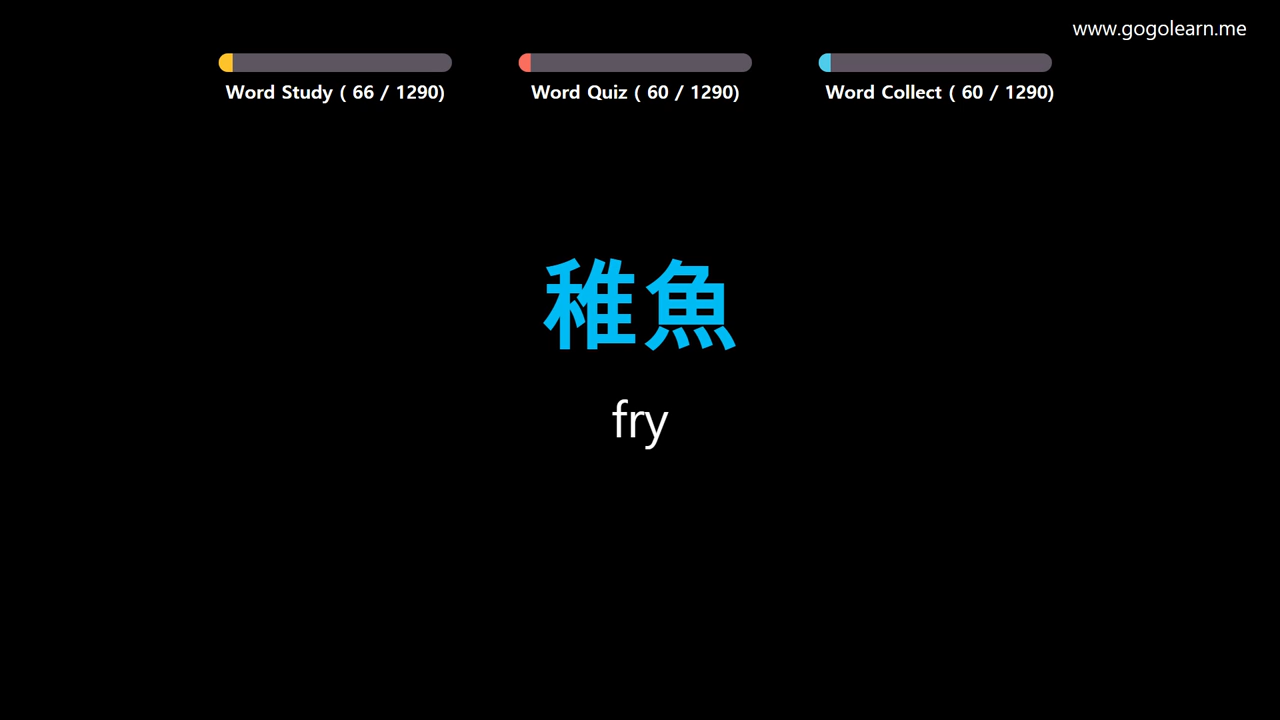 www.gogolearn.me
Word Study ( 66 / 1290)
Word Quiz ( 60 / 1290)
Word Collect ( 60 / 1290)
稚魚
fry